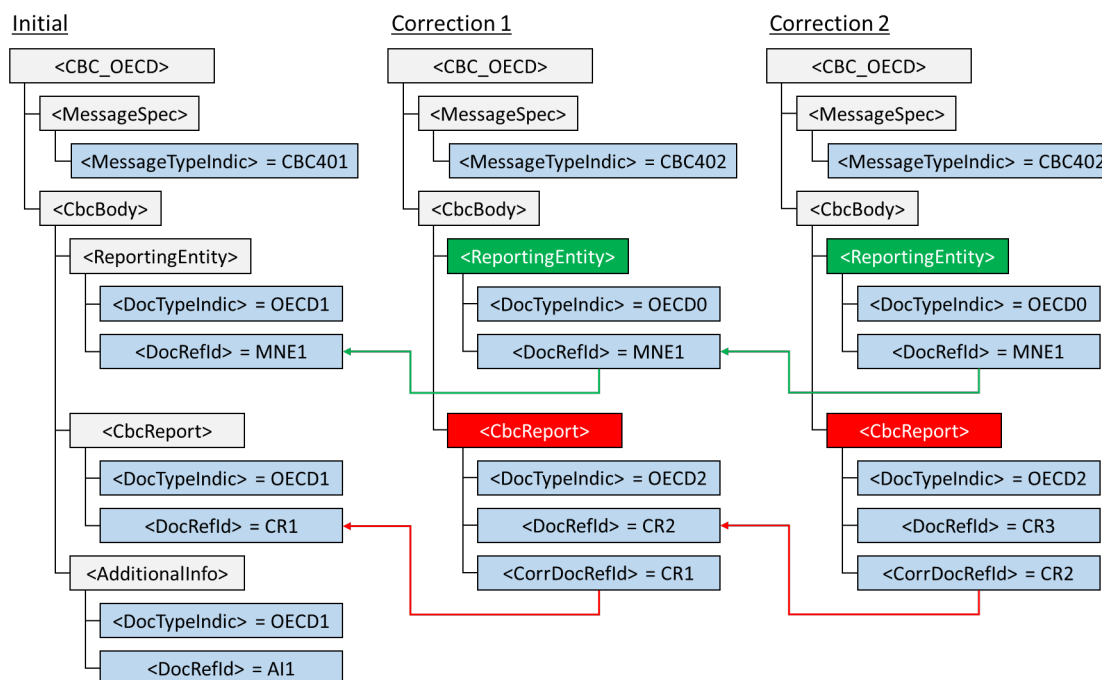 Initial
<CBC_OECD>
<MessageSpec>
<MessageTypeIndic> = CBC401
<CbcBody>
<ReportingEntity>
<DocTypeIndic> = OECD1
<DocRefId> = MNE1
<CbcReport>
<DocTypeIndic> = OECD1
<DocRefId> = CR1
<AdditionalInfo>
<DocTypeIndic> = OECD1
<DocRefId> = AI1
Correction 1
<CBC_OECD>
<MessageSpec>
<MessageTypeIndic> = CBC402
<CbcBody>
<ReportingEntity>
<DocTypeIndic> = OECD0
<DocRefId> = MNE1
<CbcReport>
<DocTypeIndic> = OECD2
<DocRefId> = CR2
<CorrDocRefId> = CR1
Correction 2
<CBC_OECD>
<MessageSpec>
<MessageTypeIndic> = CBC402
<CbcBody>
<ReportingEntity>
<DocTypeIndic> = OECD0
<DocRefId> = MNE1
<CbcReport>
<DocTypeIndic> = OECD2
<DocRefId> = CR3
<CorrDocRefId> = CR2